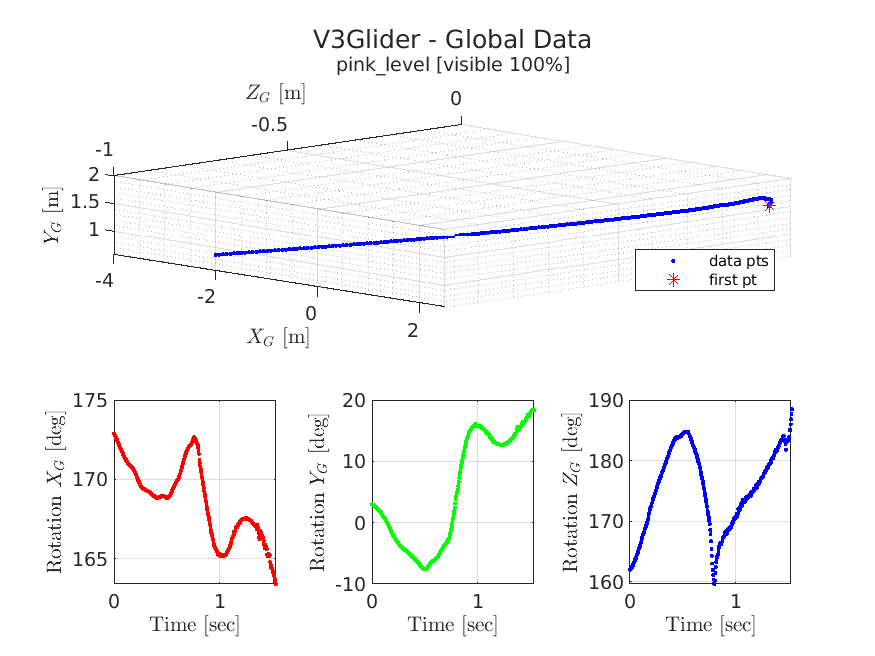 V3Glider - Global Data
pink_level [visible 100%]
Z_G [m]
0
-0.5
-1
2
1.5
1
Y_G [m]
-4
-2
0
2
X_G [m]
data pts
first pt
175
170
165
Rotation X_G [deg]
0 1
Time [sec]
20
10
0
-10
Rotation Y_G [deg]
0 1
Time [sec]
190
180
170
160
Rotation Z_G [deg]
0 1
Time [sec]